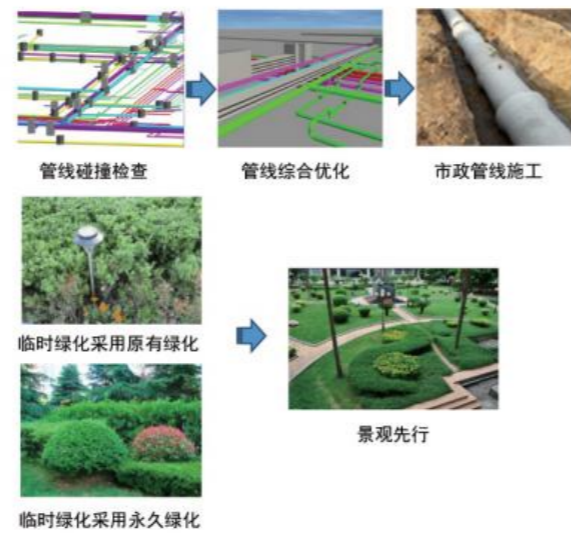 管线碰撞检查
管线综合优化
市政管线施工
临时绿化采用原有绿化
景观先行
临时绿化采用永久绿化